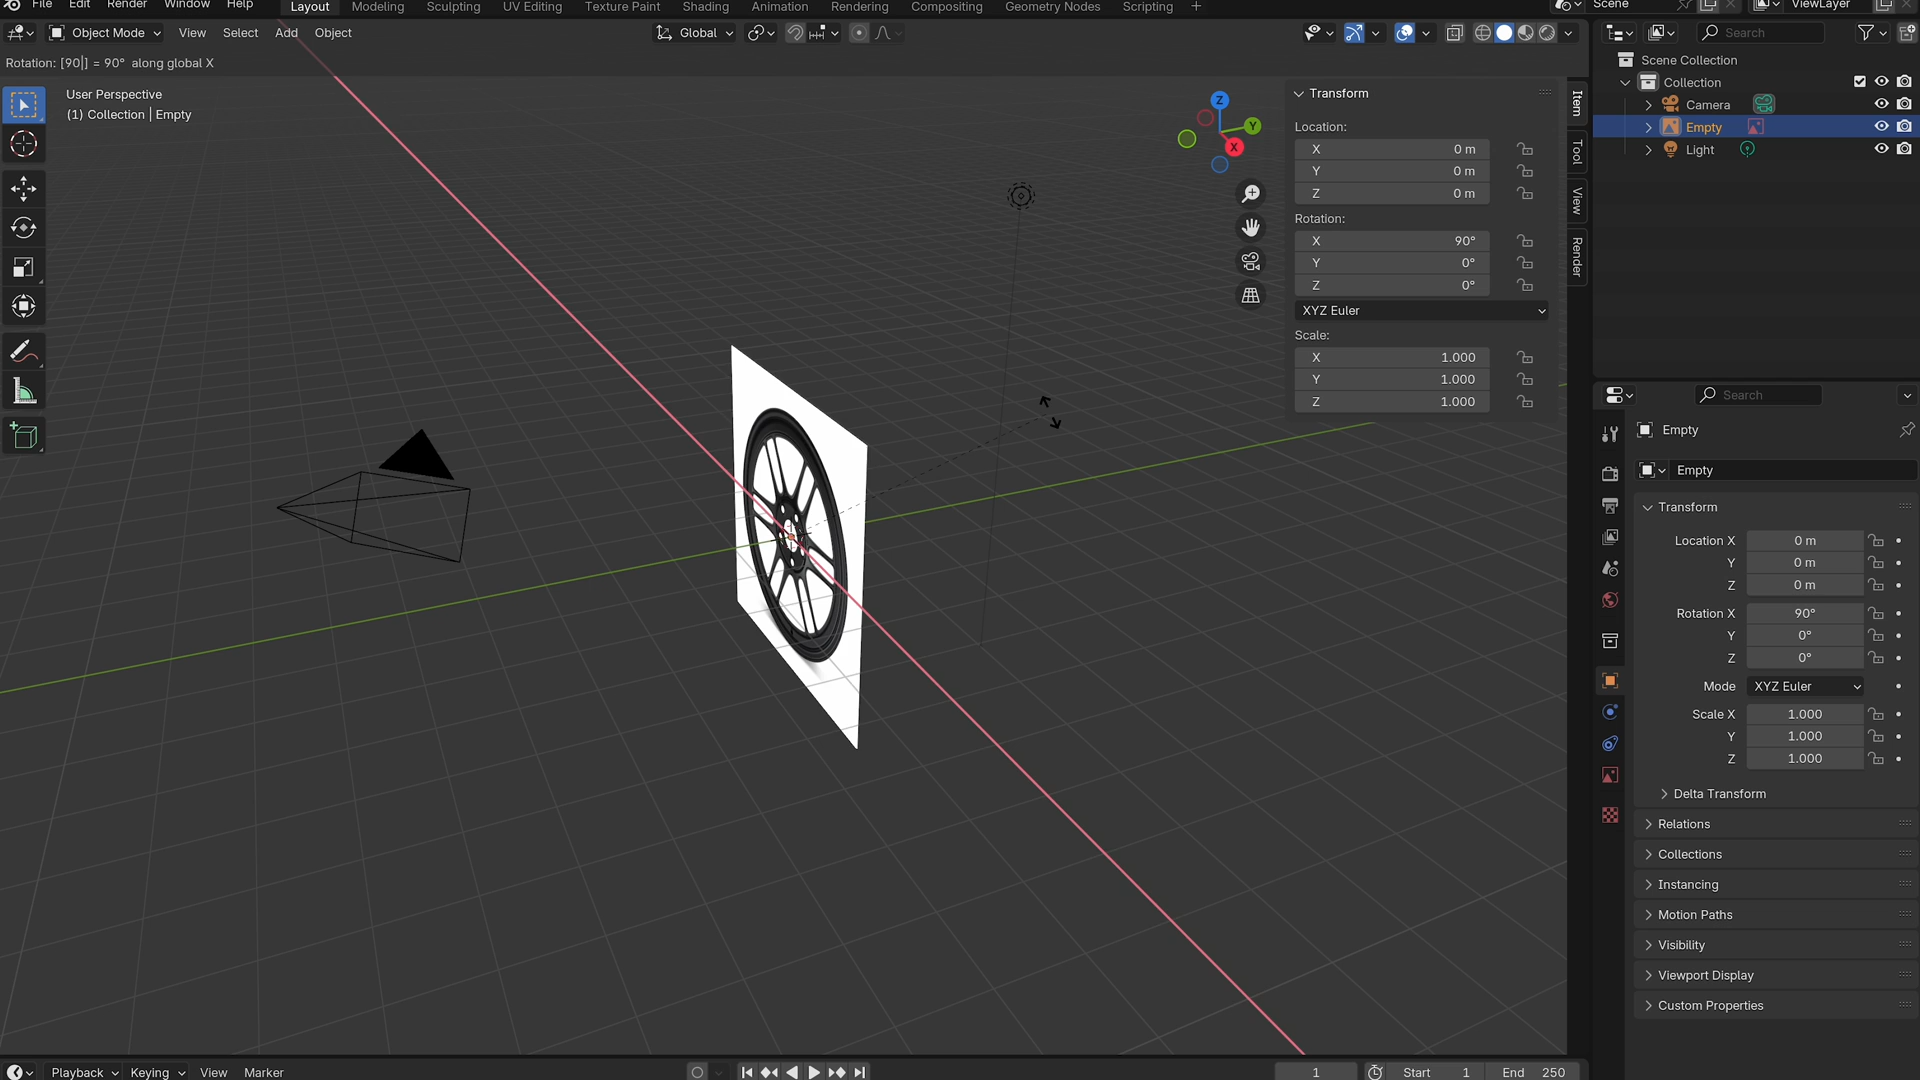 File Edit Render Window Help Layout Modeling Sculpting UV Editing Texture Paint Shading Animation Rendering Compositing Geometry Nodes Scripting + Scene ViewLayer
Object Mode View Select Add Object Global Search
Rotation: [90|] = 90° along global X
User Perspective
(1) Collection | Empty
Z
Y
X
Transform
Location:
X 0 m
Y 0 m
Z 0 m
Rotation:
X 90°
Y 0°
Z 0°
XYZ Euler
Scale:
X 1.000
Y 1.000
Z 1.000
Item
Tool
View
Render
Scene Collection
Collection
Camera
Empty
Light
Search
Empty
Empty
Transform
Location X 0 m
Y 0 m
Z 0 m
Rotation X 90°
Y 0°
Z 0°
Mode XYZ Euler
Scale X 1.000
Y 1.000
Z 1.000
Delta Transform
Relations
Collections
Instancing
Motion Paths
Visibility
Viewport Display
Custom Properties
Playback Keying View Marker 1 Start 1 End 250